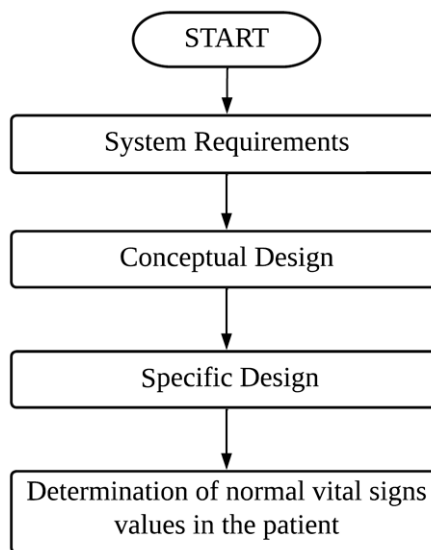 START
System Requirements
Conceptual Design
Specific Design
Determination of normal vital signs
values in the patient